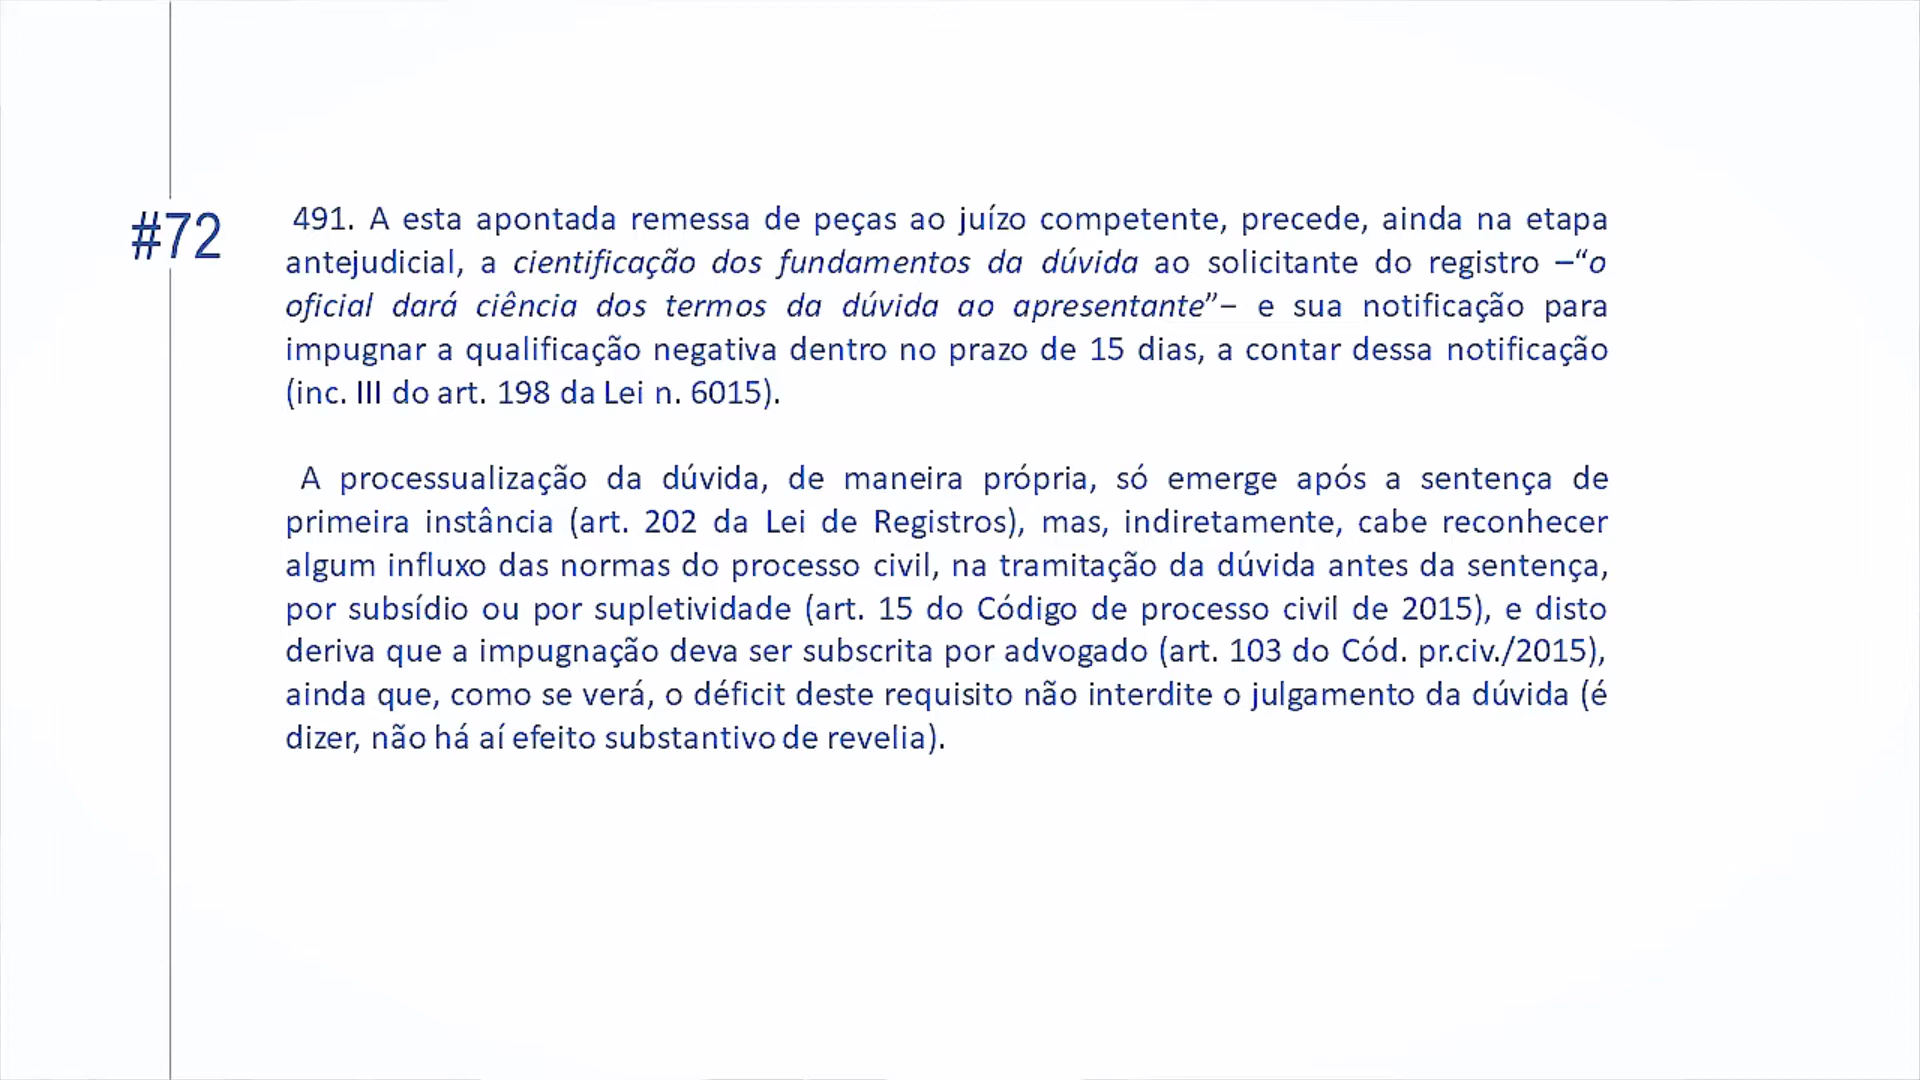 #72
491. A esta apontada remessa de peças ao juízo competente, precede, ainda na etapa
antejudicial, a cientificação dos fundamentos da dúvida ao solicitante do registro –“o
oficial dará ciência dos termos da dúvida ao apresentante”– e sua notificação para
impugnar a qualificação negativa dentro no prazo de 15 dias, a contar dessa notificação
(inc. III do art. 198 da Lei n. 6015).
A processualização da dúvida, de maneira própria, só emerge após a sentença de
primeira instância (art. 202 da Lei de Registros), mas, indiretamente, cabe reconhecer
algum influxo das normas do processo civil, na tramitação da dúvida antes da sentença,
por subsídio ou por supletividade (art. 15 do Código de processo civil de 2015), e disto
deriva que a impugnação deva ser subscrita por advogado (art. 103 do Cód. pr.civ./2015),
ainda que, como se verá, o déficit deste requisito não interdite o julgamento da dúvida (é
dizer, não há aí efeito substantivo de revelia).